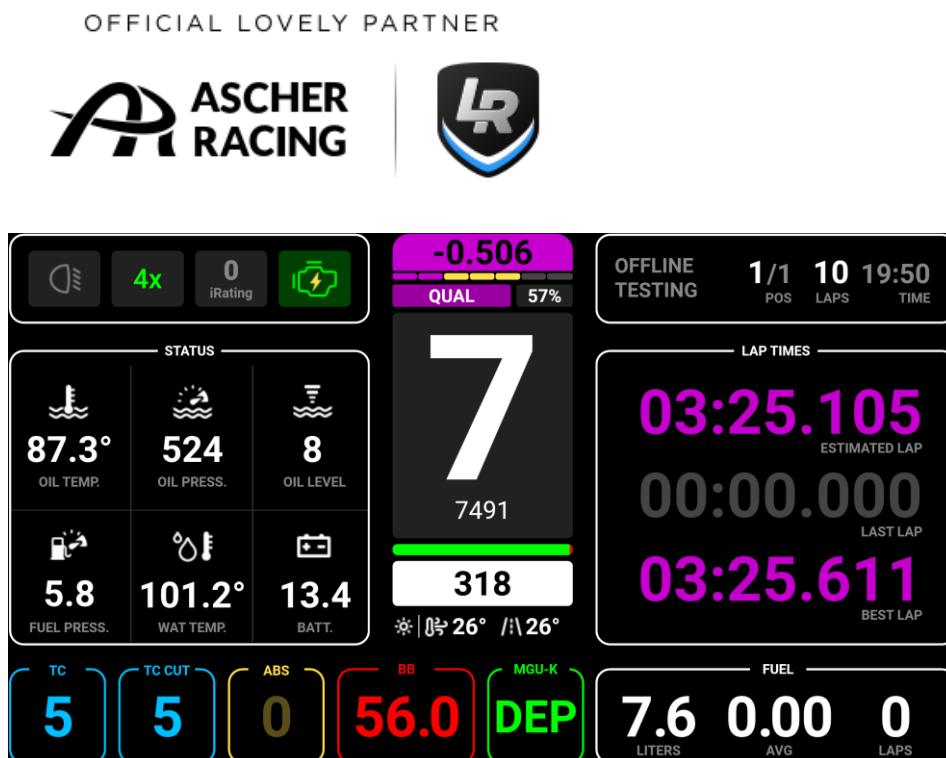 OFFICIAL LOVELY PARTNER
ASCHER
RACING
LR
4x
0
iRating
-0.506
QUAL 57%
OFFLINE
TESTING
1/1 10 19:50
POS LAPS TIME
STATUS
87.3° 524 8
OIL TEMP. OIL PRESS. OIL LEVEL
5.8 101.2° 13.4
FUEL PRESS. WAT TEMP. BATT.
7
7491
318
26° 26°
LAP TIMES
03:25.105
ESTIMATED LAP
00:00.000
LAST LAP
03:25.611
BEST LAP
TC TC CUT ABS BB MGU-K
5 5 0 56.0 DEP
FUEL
7.6 0.00 0
LITERS AVG LAPS